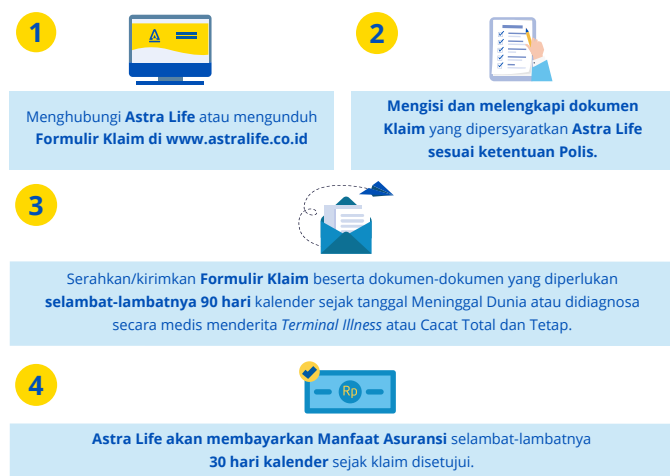 1
Menghubungi Astra Life atau mengunduh
Formulir Klaim di www.astralife.co.id
2
Mengisi dan melengkapi dokumen
Klaim yang dipersyaratkan Astra Life
sesuai ketentuan Polis.
3
Serahkan/kirimkan Formulir Klaim beserta dokumen-dokumen yang diperlukan
selambat-lambatnya 90 hari kalender sejak tanggal Meninggal Dunia atau didiagnosa
secara medis menderita Terminal Illness atau Cacat Total dan Tetap.
4
Rp
Astra Life akan membayarkan Manfaat Asuransi selambat-lambatnya
30 hari kalender sejak klaim disetujui.